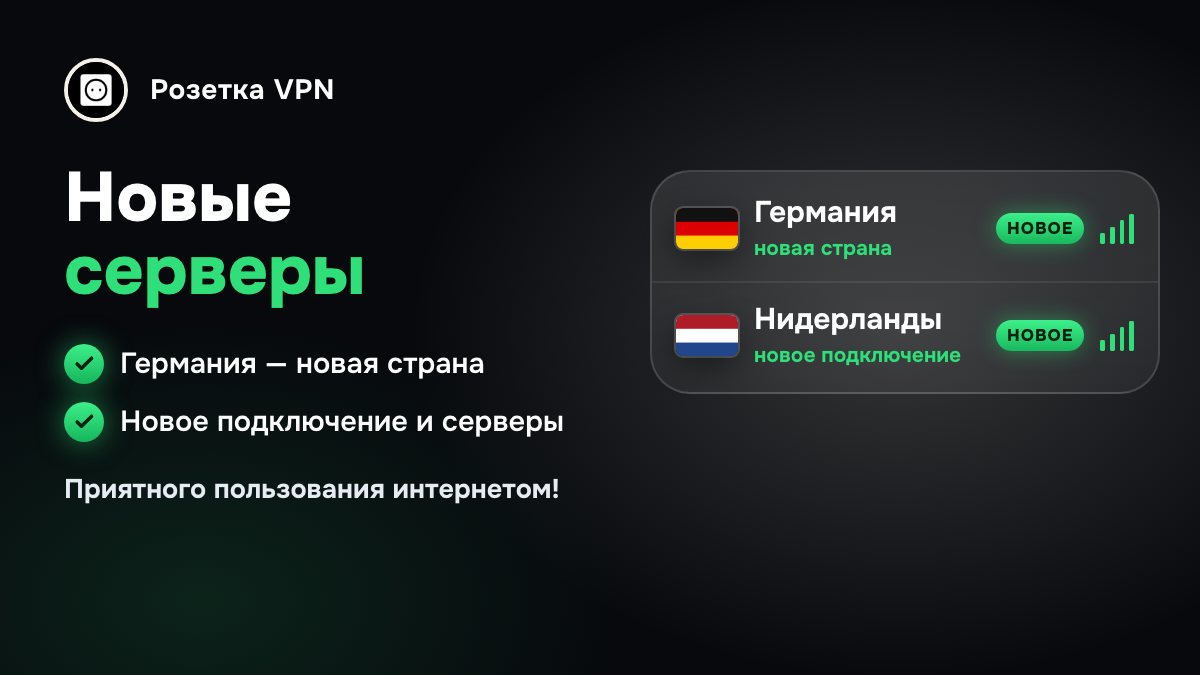 Розетка VPN
Новые
серверы
Германия — новая страна
Новое подключение и серверы
Приятного пользования интернетом!
Германия
новая страна
НОВОЕ
Нидерланды
новое подключение
НОВОЕ